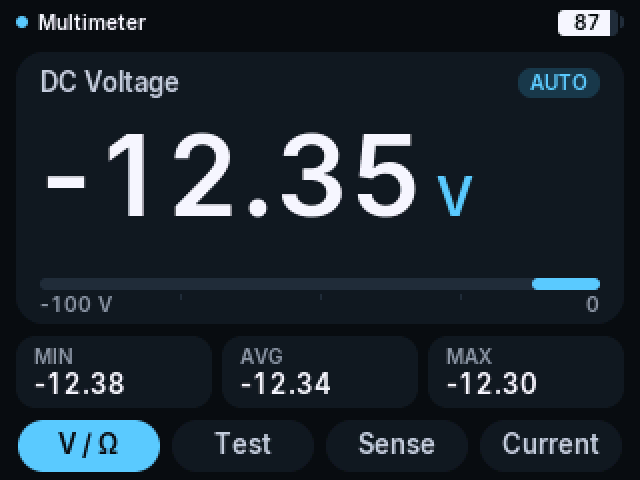 Multimeter
87
DC Voltage
AUTO
-12.35 V
-100 V
0
MIN
-12.38
AVG
-12.34
MAX
-12.30
V / Ω
Test
Sense
Current